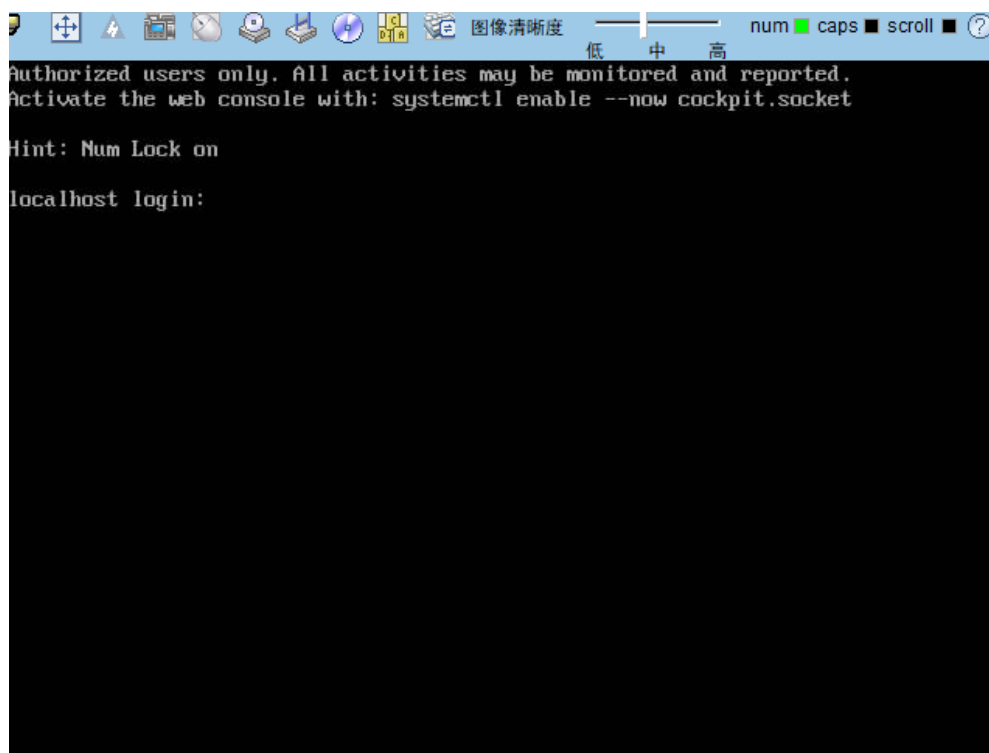 图像清晰度
低 中 高
num caps scroll ?
Authorized users only. All activities may be monitored and reported.
Activate the web console with: systemctl enable --now cockpit.socket
Hint: Num Lock on
localhost login: